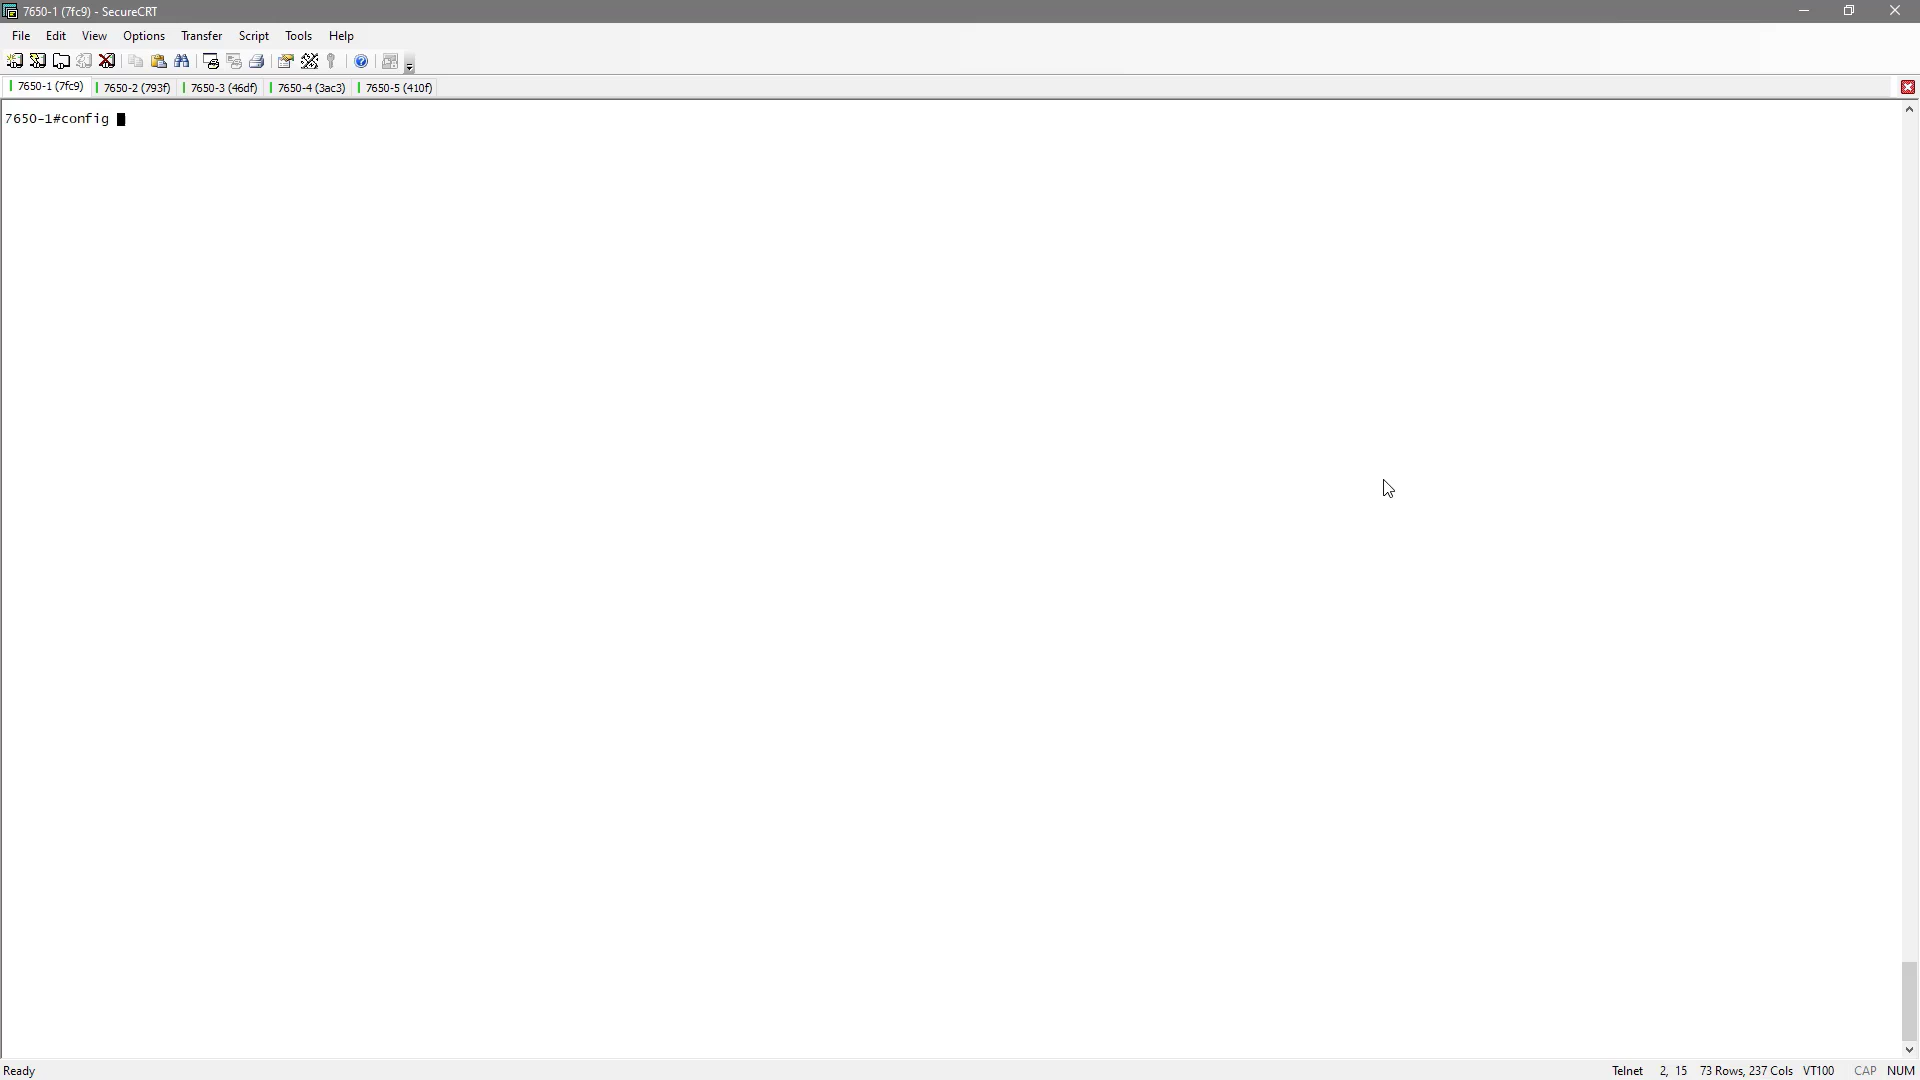 7650-1 (7fc9) - SecureCRT
File Edit View Options Transfer Script Tools Help
7650-1 (7fc9) 7650-2 (793f) 7650-3 (46df) 7650-4 (3ac3) 7650-5 (410f)
7650-1#config
Ready Telnet 2, 15 73 Rows, 237 Cols VT100 CAP NUM